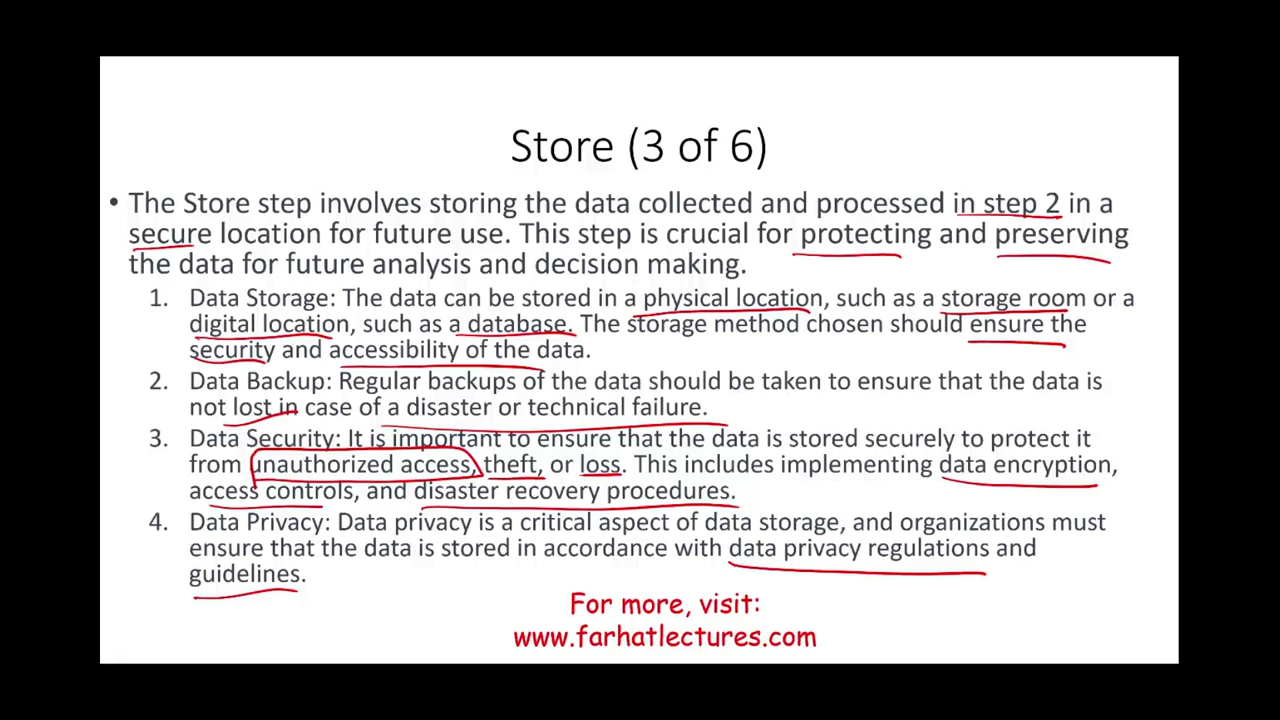 Store (3 of 6)
• The Store step involves storing the data collected and processed in step 2 in a
secure location for future use. This step is crucial for protecting and preserving
the data for future analysis and decision making.
1. Data Storage: The data can be stored in a physical location, such as a storage room or a
digital location, such as a database. The storage method chosen should ensure the
security and accessibility of the data.
2. Data Backup: Regular backups of the data should be taken to ensure that the data is
not lost in case of a disaster or technical failure.
3. Data Security: It is important to ensure that the data is stored securely to protect it
from unauthorized access, theft, or loss. This includes implementing data encryption,
access controls, and disaster recovery procedures.
4. Data Privacy: Data privacy is a critical aspect of data storage, and organizations must
ensure that the data is stored in accordance with data privacy regulations and
guidelines.
For more, visit:
www.farhatlectures.com